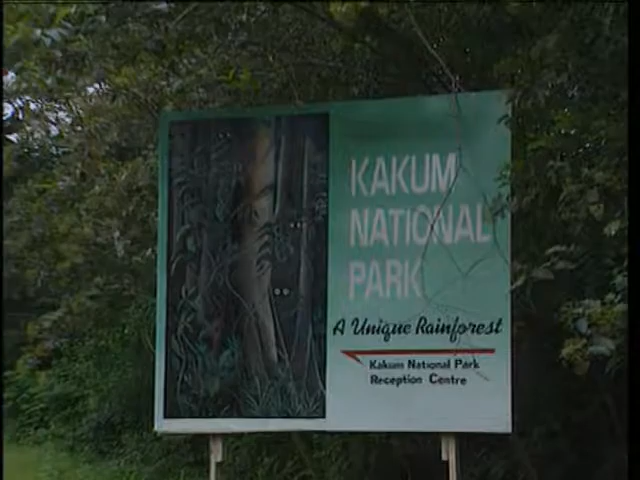 KAKUM
NATIONAL
PARK
A Unique Rainforest
Kakum National Park
Reception Centre